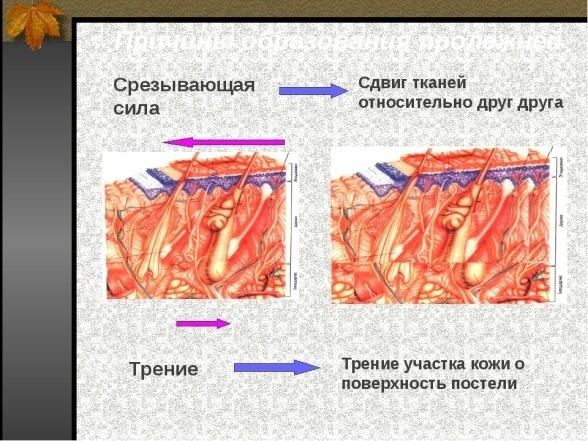 Причины образования пролежней
Срезывающая
сила
Сдвиг тканей
относительно друг друга
Трение
Трение участка кожи о
поверхность постели